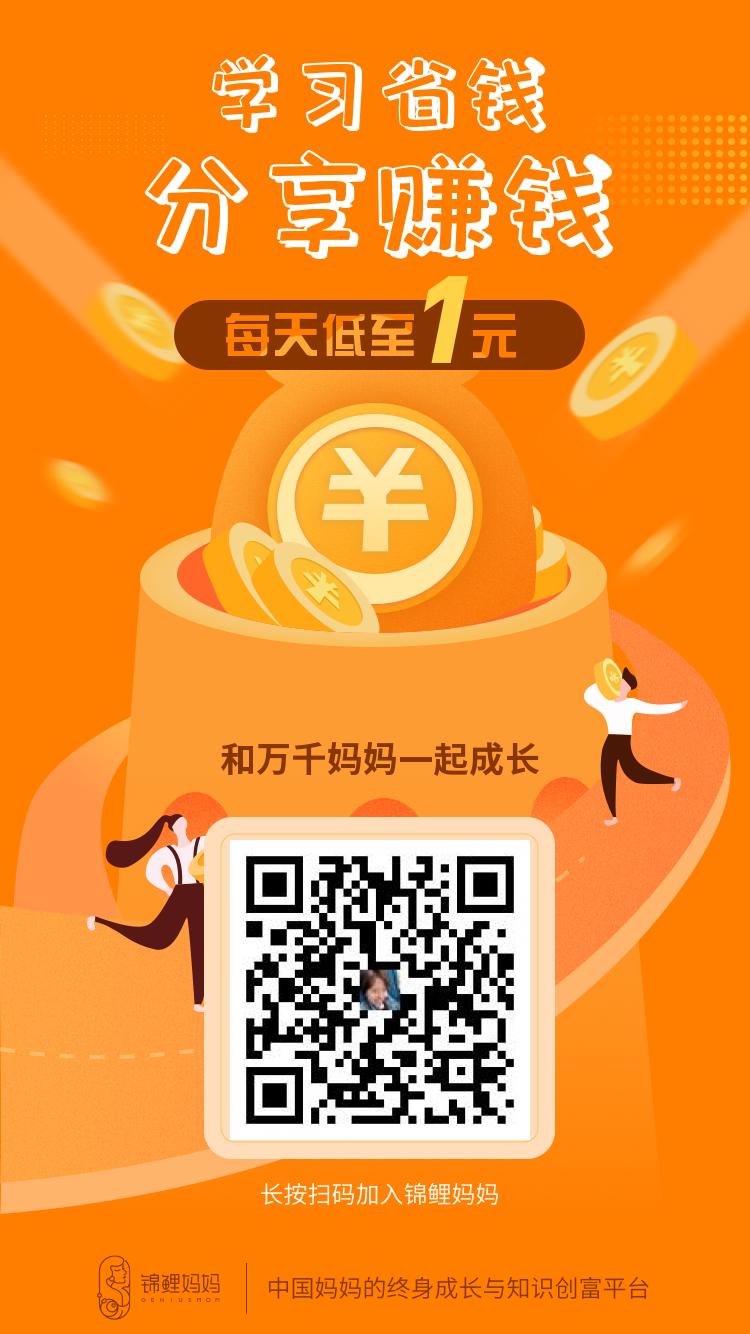 学习省钱
分享赚钱
每天低至1元
和万千妈妈一起成长
长按扫码加入锦鲤妈妈
锦鲤妈妈
GENIUSMOM
中国妈妈的终身成长与知识创富平台